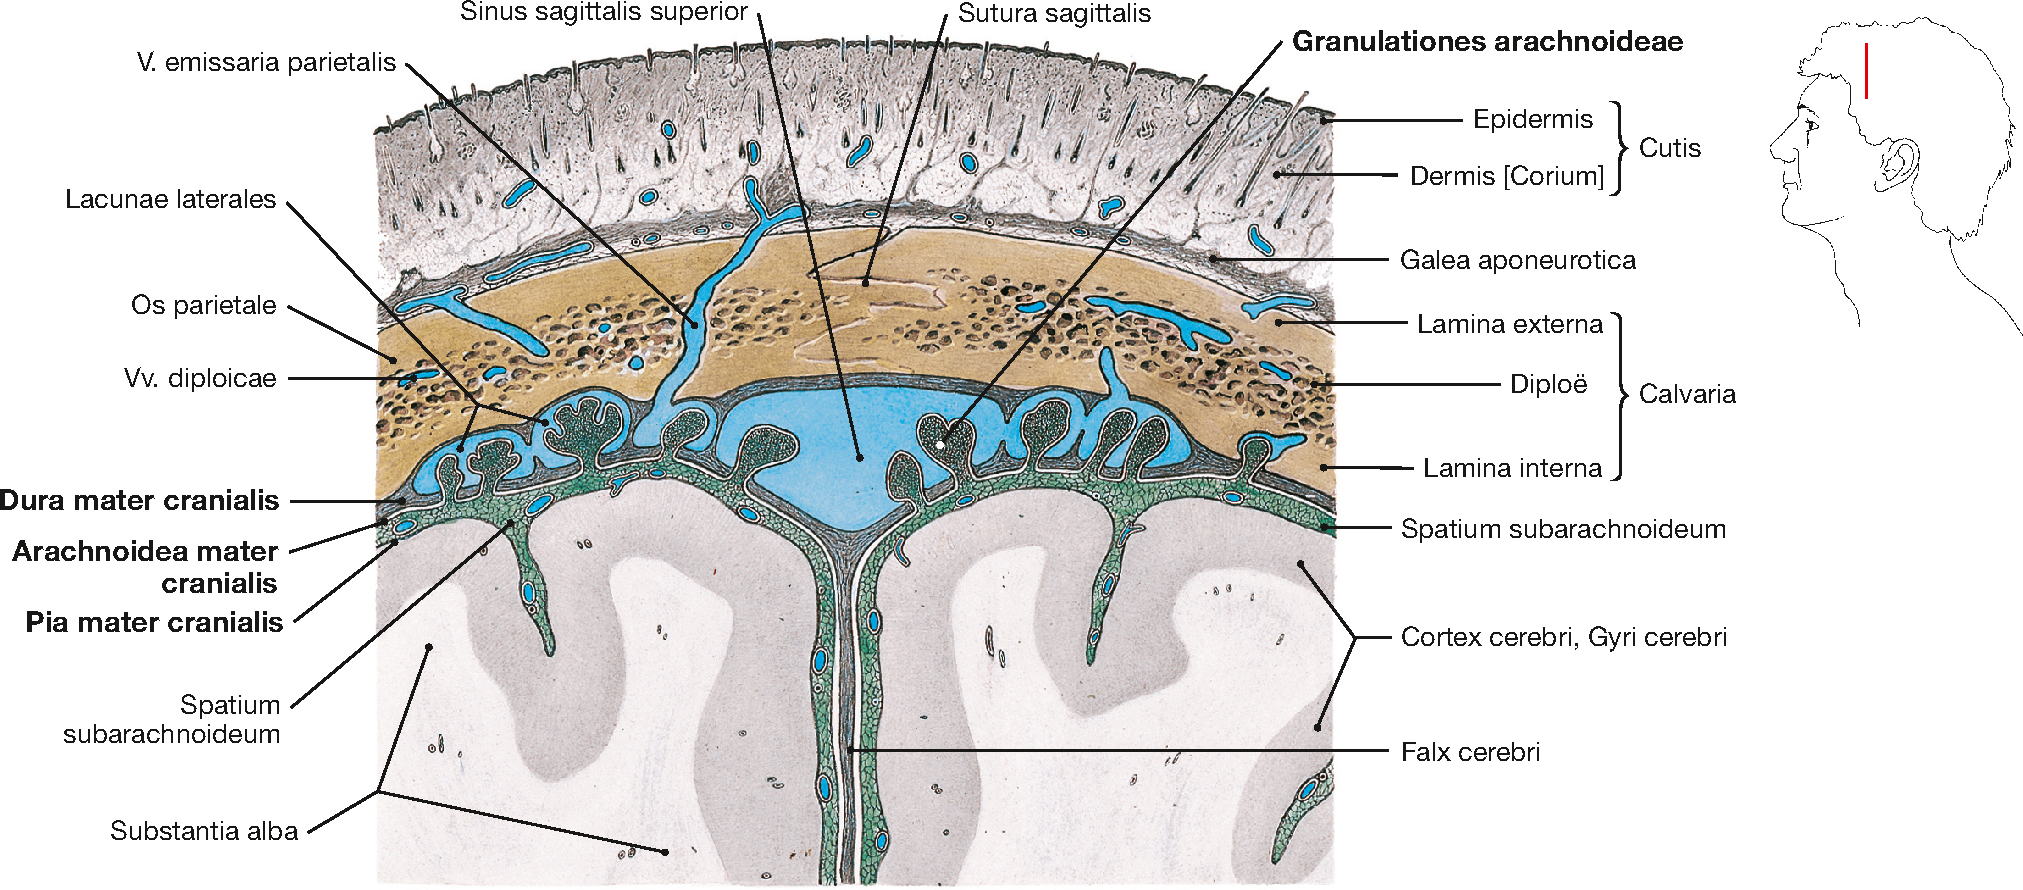 Sinus sagittalis superior
Sutura sagittalis
V. emissaria parietalis
Granulationes arachnoideae
Epidermis
Cutis
Dermis [Corium]
Lacunae laterales
Galea aponeurotica
Os parietale
Lamina externa
Vv. diploicae
Diploë
Calvaria
Lamina interna
Dura mater cranialis
Spatium subarachnoideum
Arachnoidea mater
cranialis
Pia mater cranialis
Cortex cerebri, Gyri cerebri
Spatium
subarachnoideum
Falx cerebri
Substantia alba